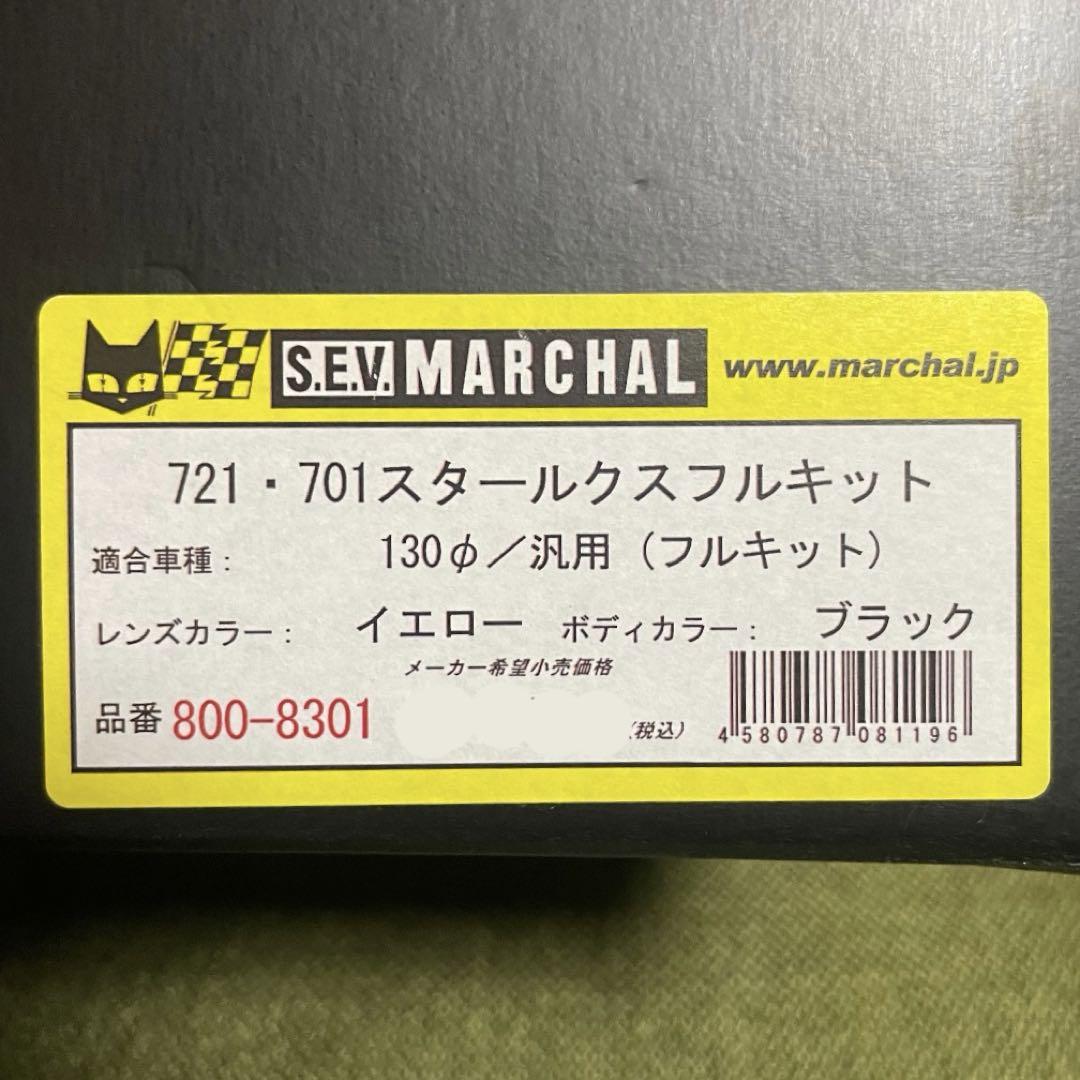 S.E.V. MARCHAL www.marchal.jp
721・701スタールクスフルキット
適合車種: 130φ/汎用(フルキット)
レンズカラー: イエロー ボディカラー: ブラック
メーカー希望小売価格
品番 800-8301 (税込)
4 580787 081196